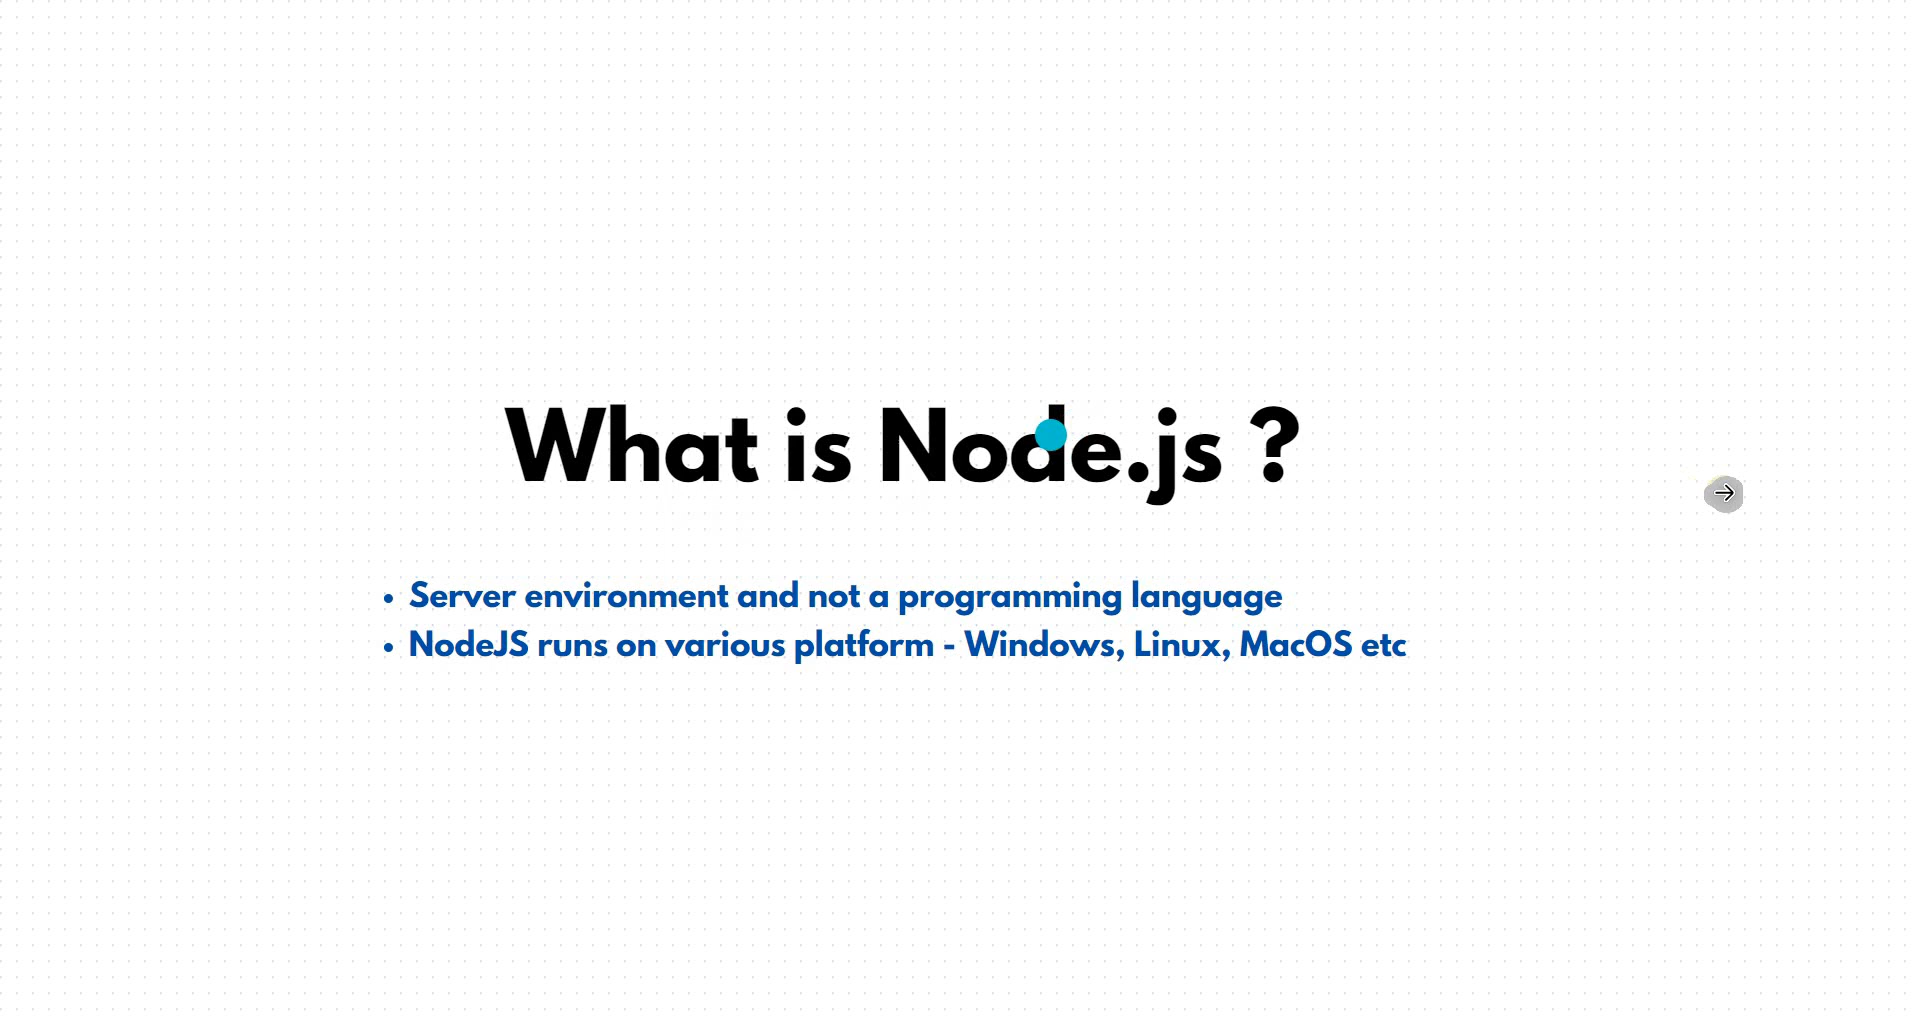 What is Node.js ?
• Server environment and not a programming language
• NodeJS runs on various platform - Windows, Linux, MacOS etc